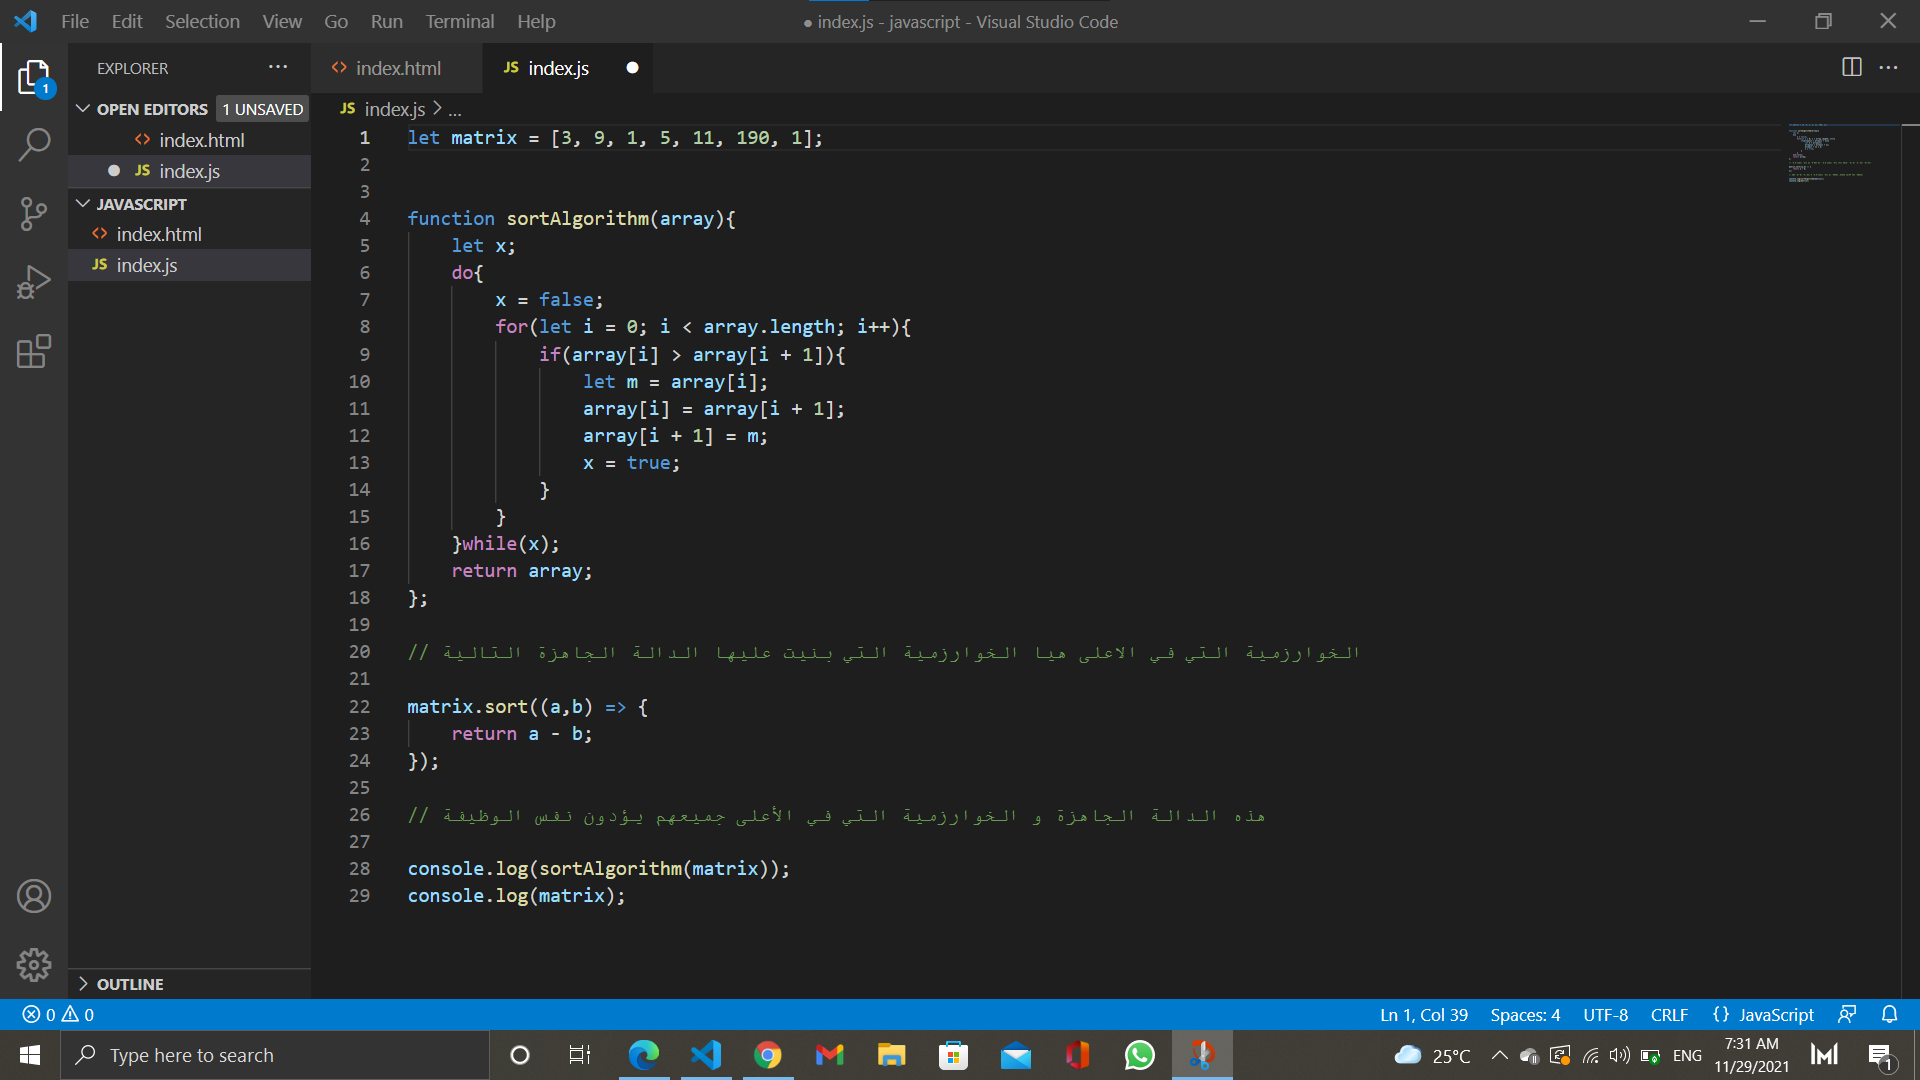 File Edit Selection View Go Run Terminal Help
● index.js - javascript - Visual Studio Code
EXPLORER
index.html
JS index.js
OPEN EDITORS 1 UNSAVED
index.html
JS index.js
JAVASCRIPT
index.html
JS index.js
OUTLINE
JS index.js > ...
1 let matrix = [3, 9, 1, 5, 11, 190, 1];
2
3
4 function sortAlgorithm(array){
5 let x;
6 do{
7 x = false;
8 for(let i = 0; i < array.length; i++){
9 if(array[i] > array[i + 1]){
10 let m = array[i];
11 array[i] = array[i + 1];
12 array[i + 1] = m;
13 x = true;
14 }
15 }
16 }while(x);
17 return array;
18 };
19
20 // الخوارزمية التي في الاعلى هيا الخوارزمية التي بنيت عليها الدالة الجاهزة التالية
21
22 matrix.sort((a,b) => {
23 return a - b;
24 });
25
26 // هذه الدالة الجاهزة و الخوارزمية التي في الأعلى جميعهم يؤدون نفس الوظيفة
27
28 console.log(sortAlgorithm(matrix));
29 console.log(matrix);
0 0
Ln 1, Col 39 Spaces: 4 UTF-8 CRLF {} JavaScript
Type here to search
25°C ENG
7:31 AM
11/29/2021
1
1